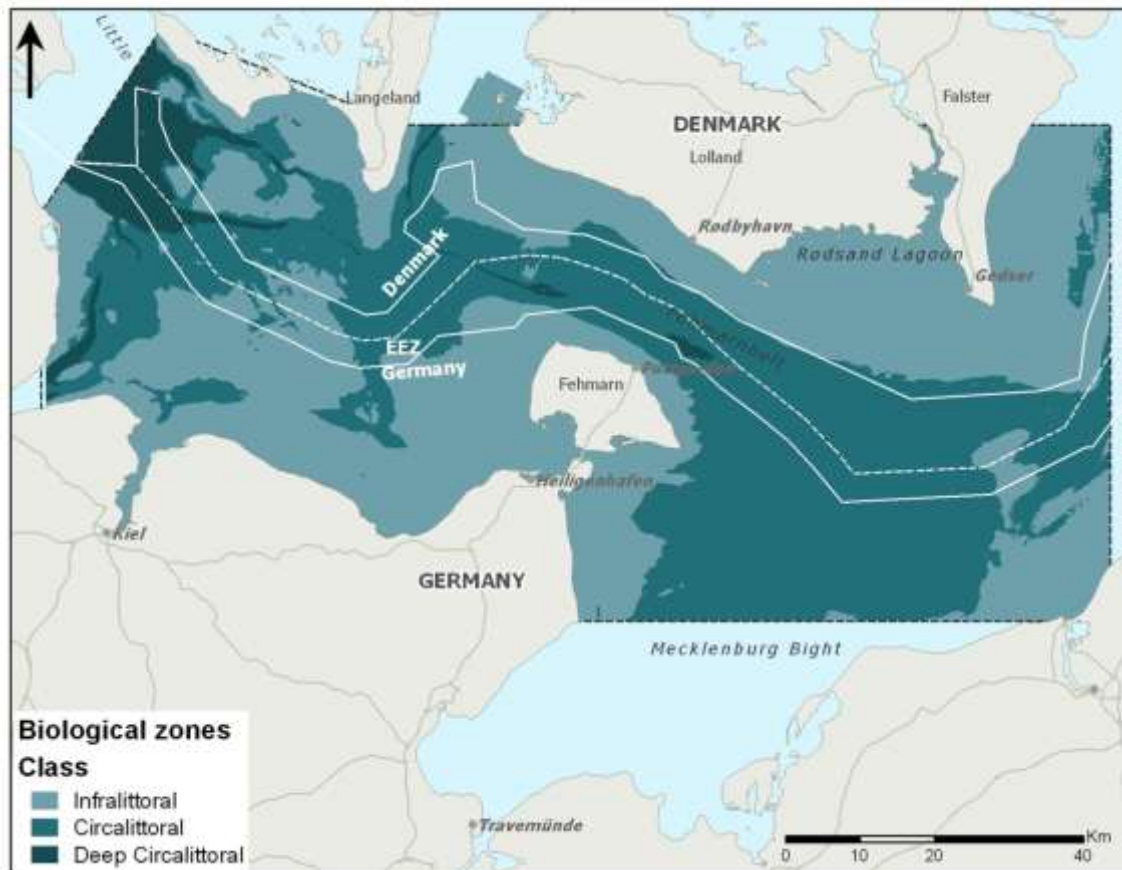 Little
Langeland
DENMARK
Falster
Lolland
Rødbyhavn
Rødsand Lagoon
Gedser
Denmark
EEZ
Germany
Fehmarn
Heiligenhafen
Kiel
GERMANY
Mecklenburg Bight
Travemünde
Biological zones
Class
Infralittoral
Circalittoral
Deep Circalittoral
Km
0 10 20 40